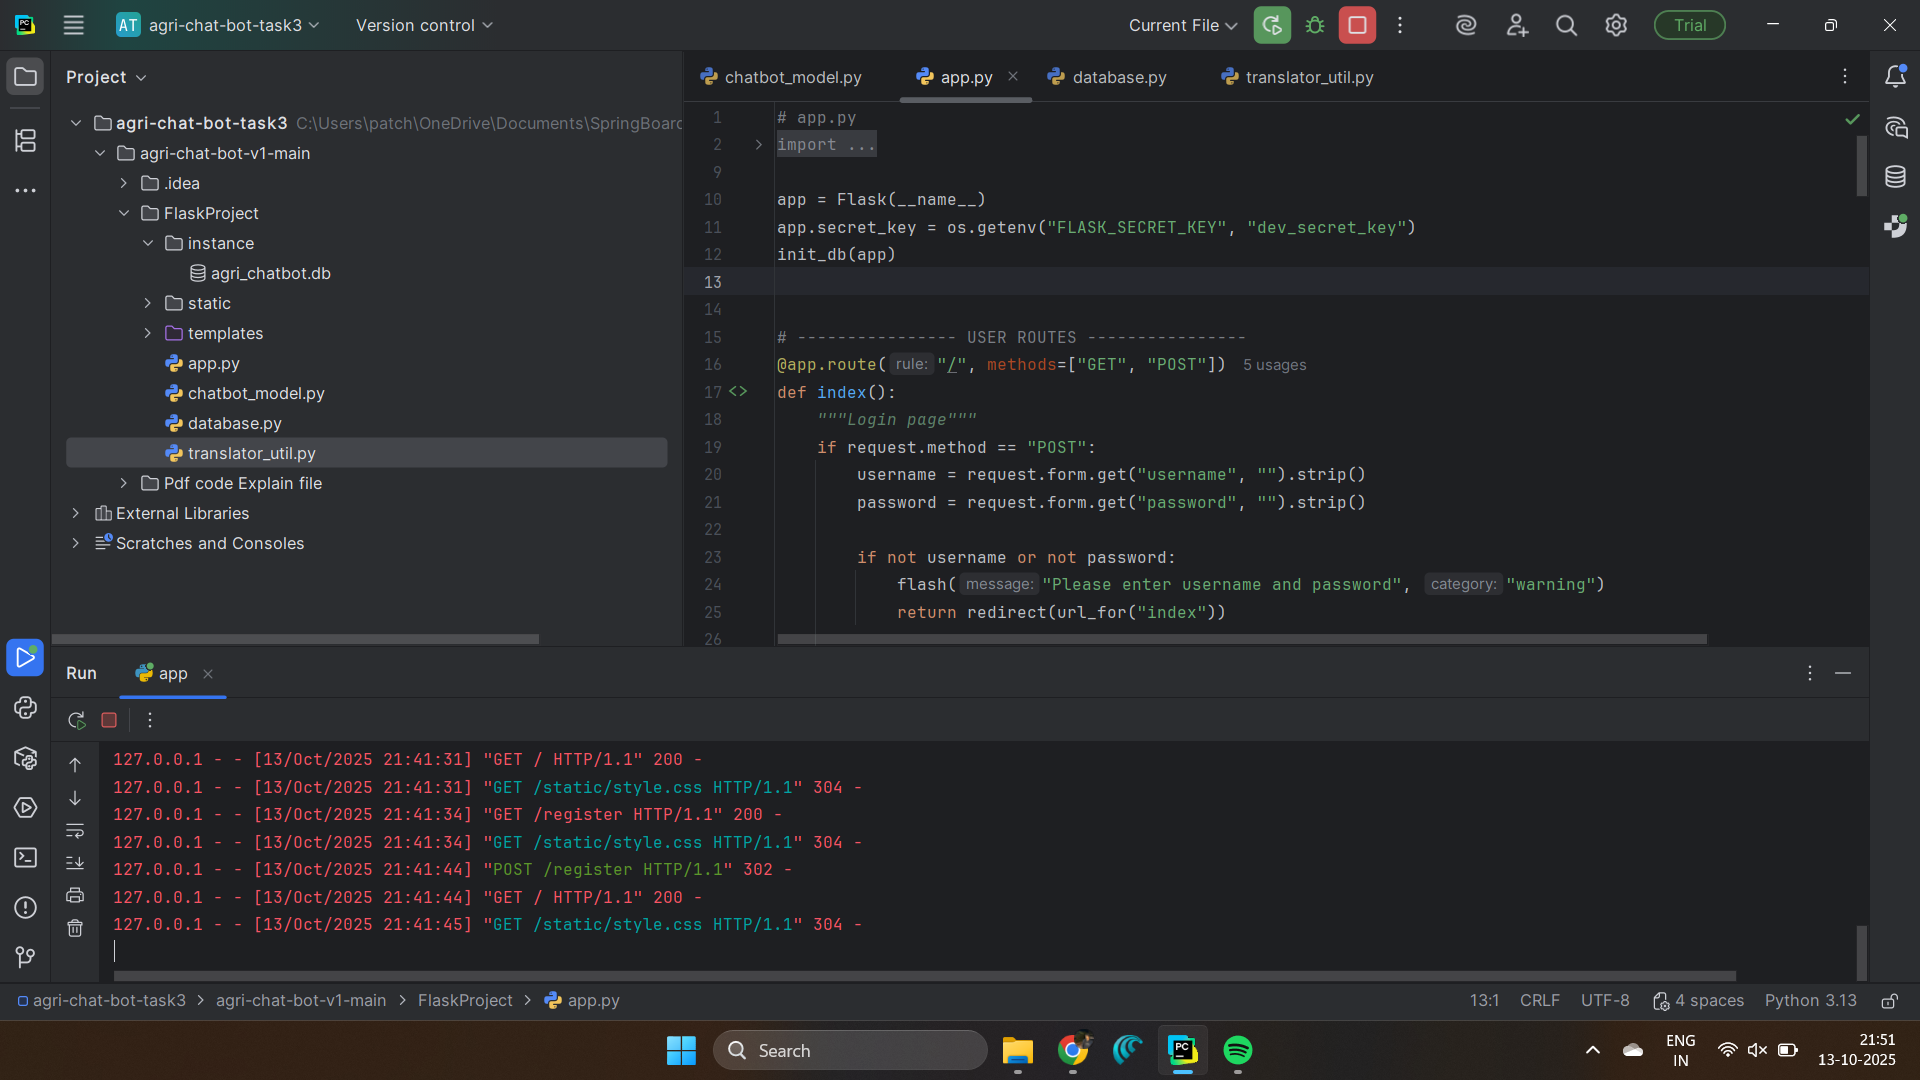 PC
AT agri-chat-bot-task3
Version control
Current File
Trial
Project
agri-chat-bot-task3 C:\Users\patch\OneDrive\Documents\SpringBoard
agri-chat-bot-v1-main
.idea
FlaskProject
instance
agri_chatbot.db
static
templates
app.py
chatbot_model.py
database.py
translator_util.py
Pdf code Explain file
External Libraries
Scratches and Consoles
chatbot_model.py app.py database.py translator_util.py
1 # app.py
2 import ...
9
10 app = Flask(__name__)
11 app.secret_key = os.getenv("FLASK_SECRET_KEY", "dev_secret_key")
12 init_db(app)
13
14
15 # ---------------- USER ROUTES ----------------
16 @app.route( rule: "/", methods=["GET", "POST"]) 5 usages
17 def index():
18 """Login page"""
19 if request.method == "POST":
20 username = request.form.get("username", "").strip()
21 password = request.form.get("password", "").strip()
22
23 if not username or not password:
24 flash( message: "Please enter username and password", category: "warning")
25 return redirect(url_for("index"))
26
Run app
127.0.0.1 - - [13/Oct/2025 21:41:31] "GET / HTTP/1.1" 200 -
127.0.0.1 - - [13/Oct/2025 21:41:31] "GET /static/style.css HTTP/1.1" 304 -
127.0.0.1 - - [13/Oct/2025 21:41:34] "GET /register HTTP/1.1" 200 -
127.0.0.1 - - [13/Oct/2025 21:41:34] "GET /static/style.css HTTP/1.1" 304 -
127.0.0.1 - - [13/Oct/2025 21:41:44] "POST /register HTTP/1.1" 302 -
127.0.0.1 - - [13/Oct/2025 21:41:44] "GET / HTTP/1.1" 200 -
127.0.0.1 - - [13/Oct/2025 21:41:45] "GET /static/style.css HTTP/1.1" 304 -
agri-chat-bot-task3 > agri-chat-bot-v1-main > FlaskProject > app.py
13:1 CRLF UTF-8 4 spaces Python 3.13
Search
PC
ENG
IN
21:51
13-10-2025